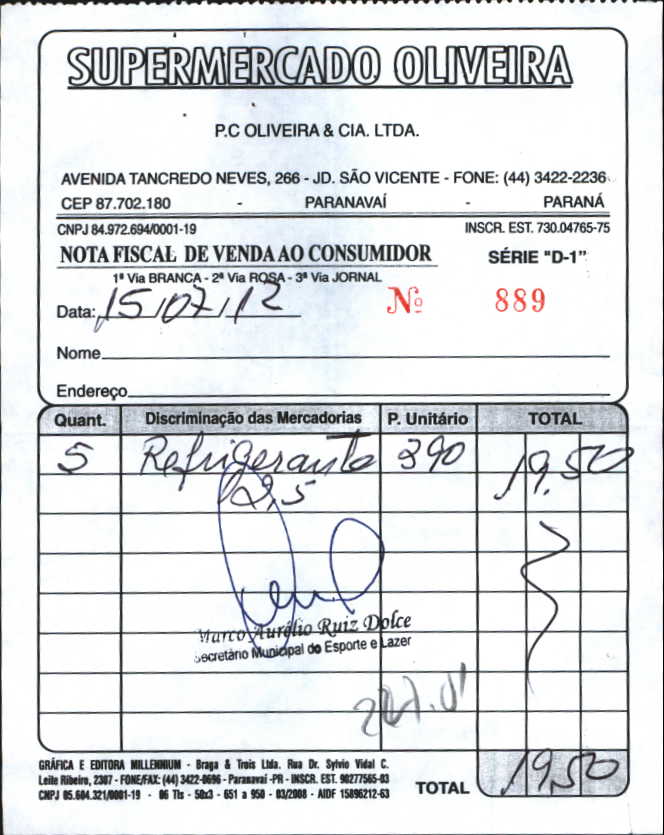 SUPERMERCADO OLIVEIRA
P.C OLIVEIRA & CIA. LTDA.
AVENIDA TANCREDO NEVES, 266 - JD. SÃO VICENTE - FONE: (44) 3422-2236
CEP 87.702.180 - PARANAVAÍ - PARANÁ
CNPJ 84.972.694/0001-19 INSCR. EST. 730.04765-75
NOTA FISCAL DE VENDA AO CONSUMIDOR SÉRIE "D-1"
1ª Via BRANCA - 2ª Via ROSA - 3ª Via JORNAL
Data: 15/07/12 Nº 889
Nome
Endereço
Quant. Discriminação das Mercadorias P. Unitário TOTAL
5 Refrigerante 390 19,50
2,5
Marco Aurélio Ruiz Dolce
Secretário Municipal de Esporte e Lazer
GRÁFICA E EDITORA MILLENNIUM - Braga & Trois Ltda. Rua Dr. Sylvio Vidal C.
Leite Ribeiro, 2307 - FONE/FAX: (44) 3422-0696 - Paranavaí - PR - INSCR. EST. 90277565-03
CNPJ 05.604.321/0001-19 - 06 Tls - 50x3 - 651 a 950 - 03/2008 - AIDF 15896212-63
TOTAL 19,50